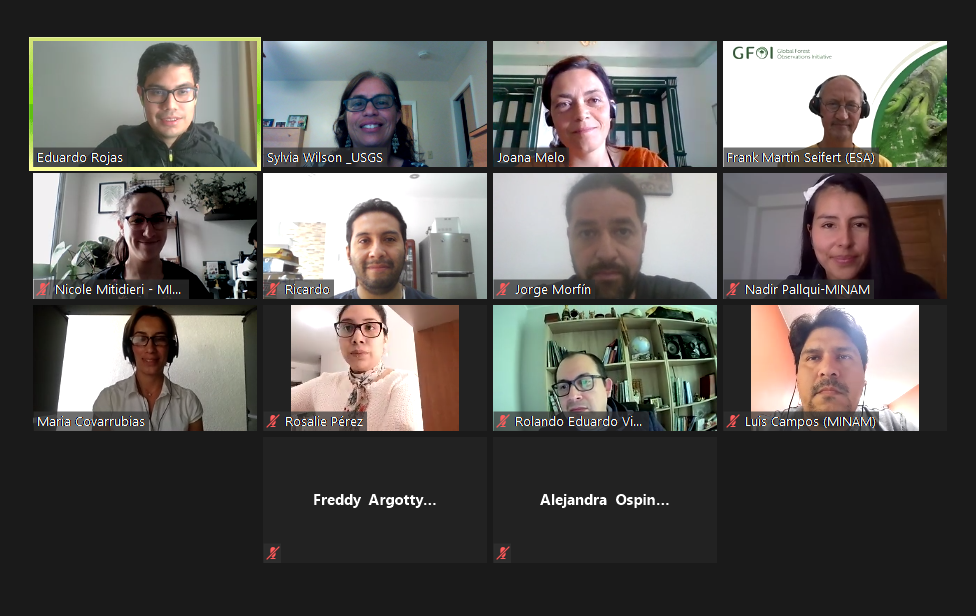 Eduardo Rojas
Sylvia Wilson _USGS
Joana Melo
GFOI Global Forest
Observations Initiative
Frank Martin Seifert (ESA)
Nicole Mitidieri - MI...
Ricardo
Jorge Morfín
Nadir Pallqui-MINAM
Maria Covarrubias
Rosalie Pérez
Rolando Eduardo Vi...
Luis Campos (MINAM)
Freddy Argotty...
Alejandra Ospin...